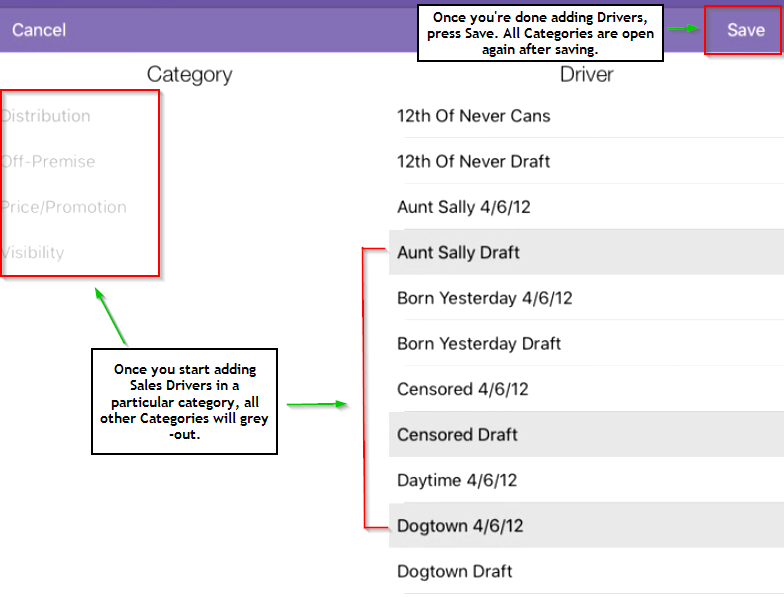 Cancel
Once you're done adding Drivers,
press Save. All Categories are open
again after saving.
Save
Category
Driver
Distribution
Off-Premise
Price/Promotion
Visibility
12th Of Never Cans
12th Of Never Draft
Aunt Sally 4/6/12
Aunt Sally Draft
Born Yesterday 4/6/12
Born Yesterday Draft
Censored 4/6/12
Censored Draft
Daytime 4/6/12
Dogtown 4/6/12
Dogtown Draft
Once you start adding
Sales Drivers in a
particular category, all
other Categories will grey
-out.